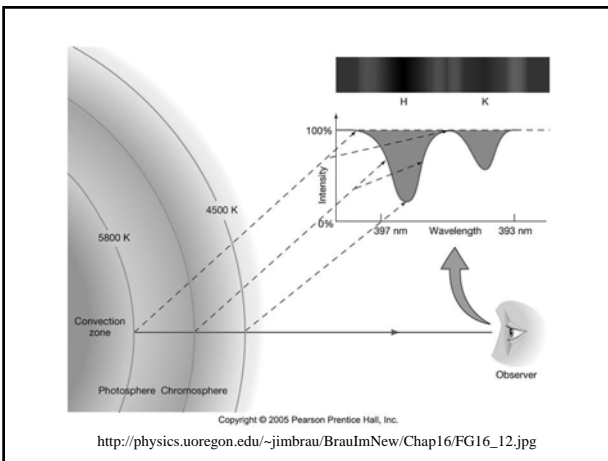 H K
100%
Intensity
0%
397 nm Wavelength 393 nm
4500 K
5800 K
Convection
zone
Photosphere Chromosphere
Observer
Copyright © 2005 Pearson Prentice Hall, Inc.
http://physics.uoregon.edu/~jimbrau/BrauImNew/Chap16/FG16_12.jpg